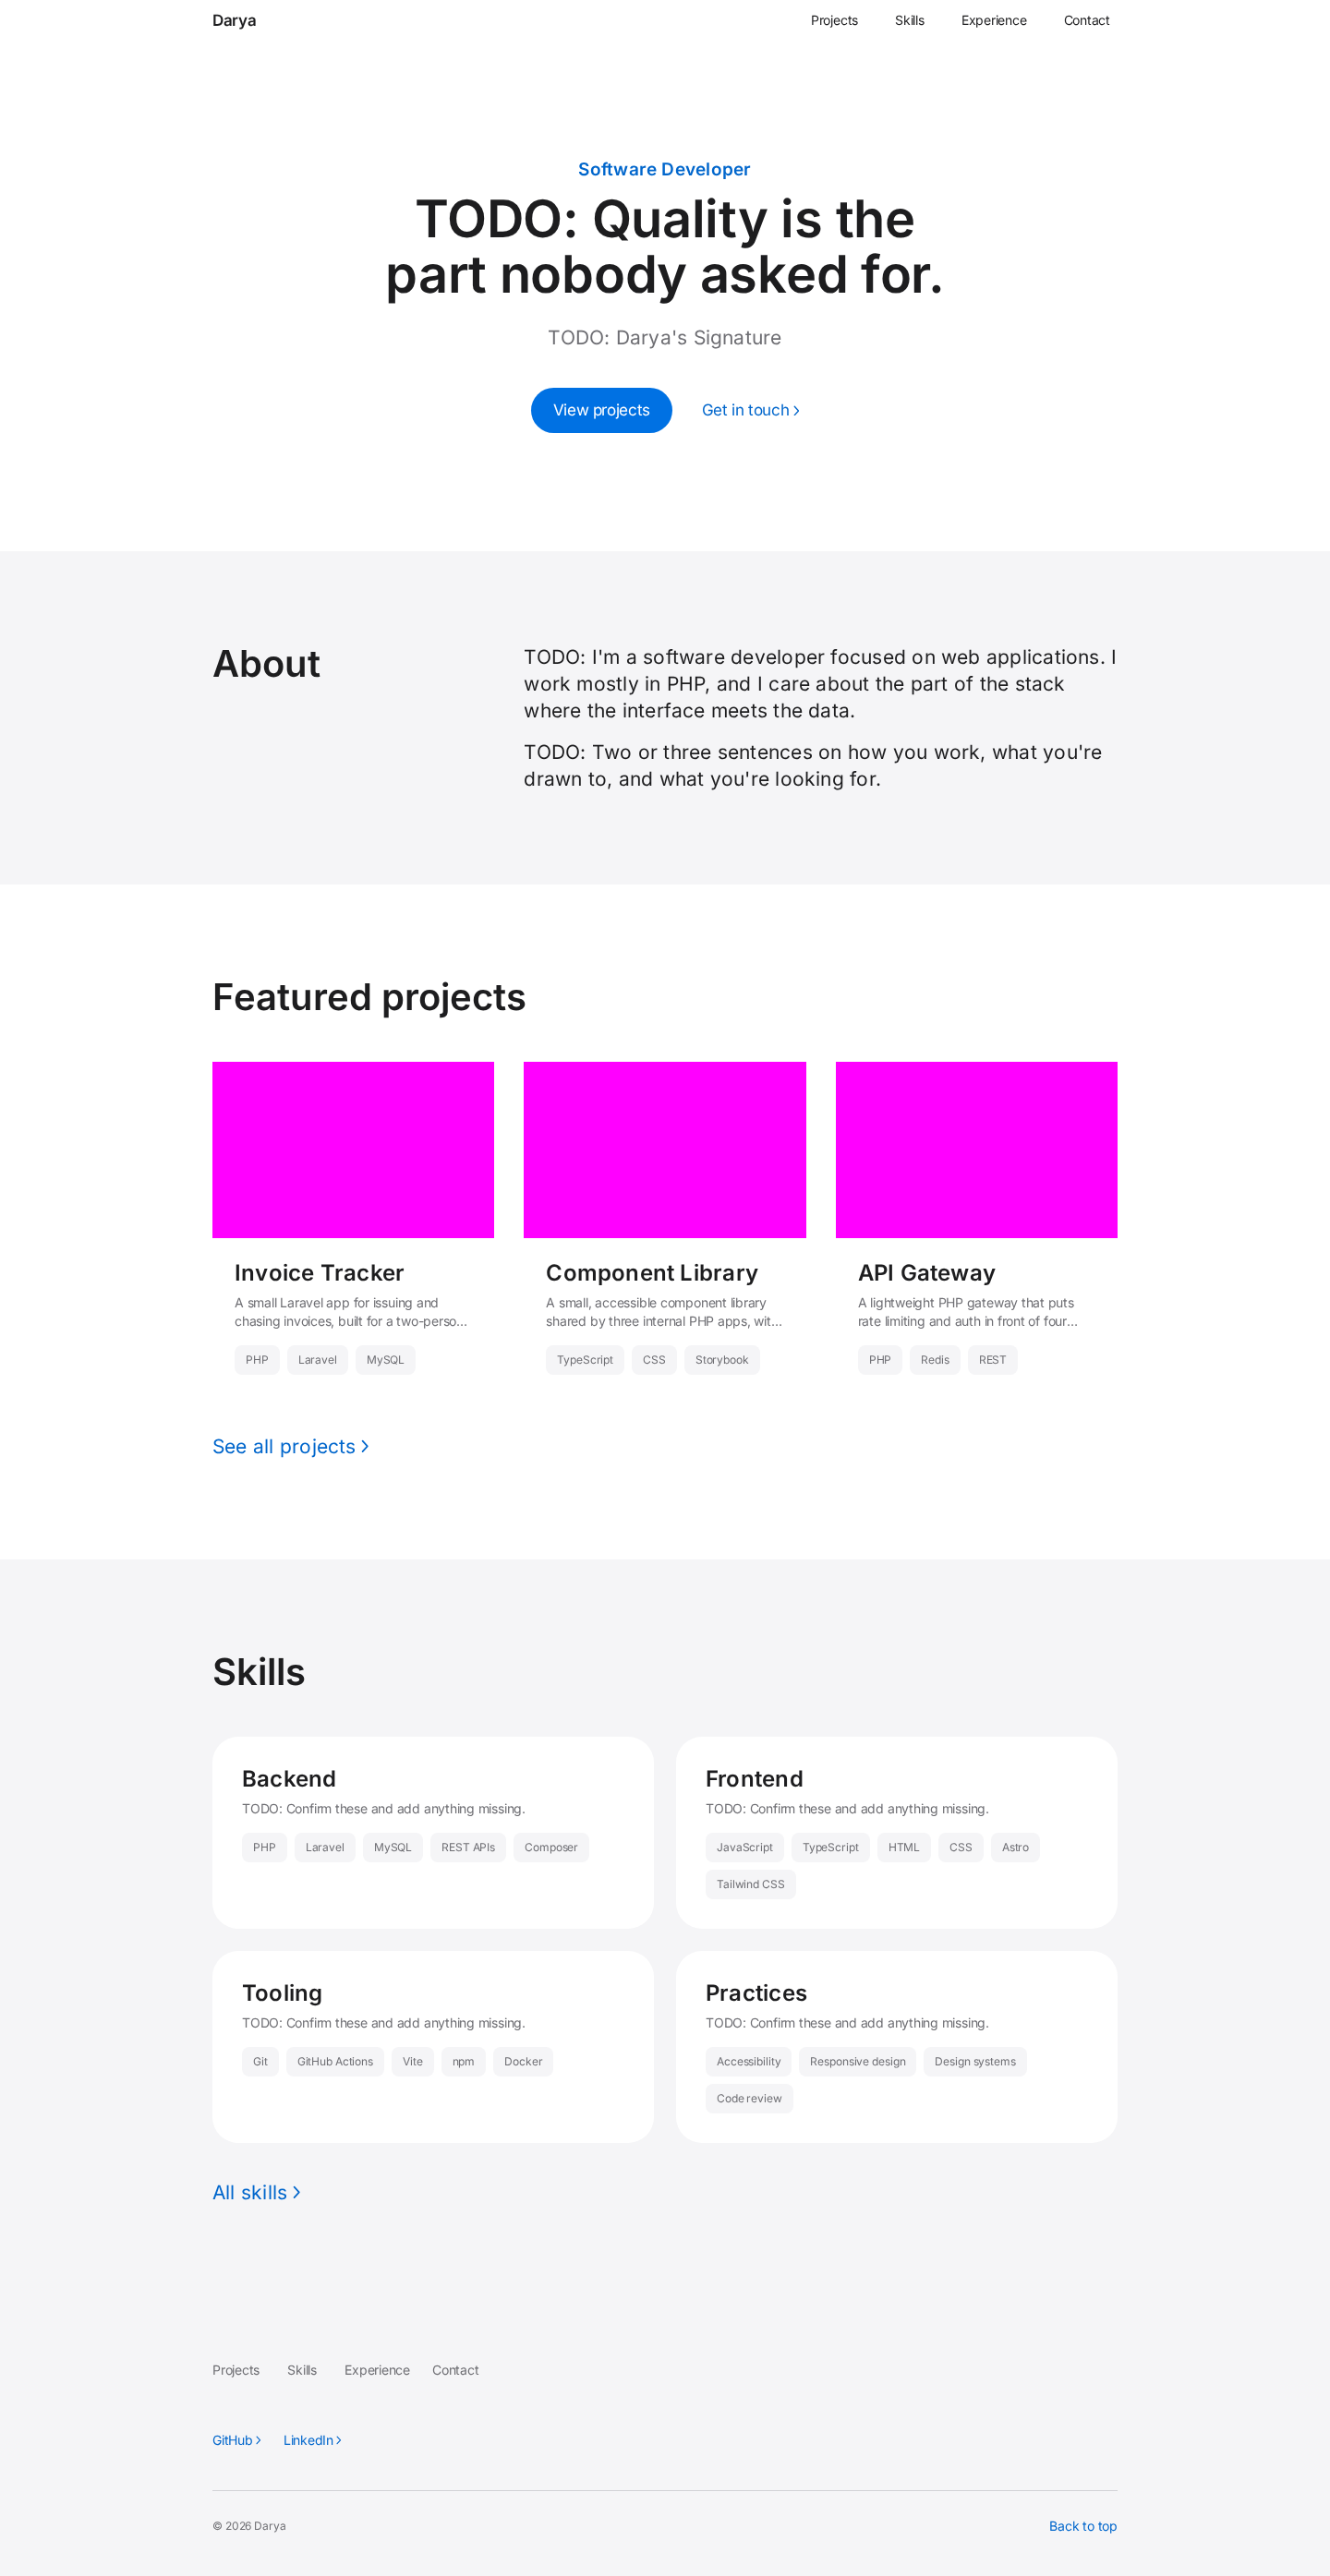 Darya
Projects Skills Experience Contact
Software Developer
TODO: Quality is the
part nobody asked for.
TODO: Darya's Signature
View projects
Get in touch
About
TODO: I'm a software developer focused on web applications. I
work mostly in PHP, and I care about the part of the stack
where the interface meets the data.
TODO: Two or three sentences on how you work, what you're
drawn to, and what you're looking for.
Featured projects
Invoice Tracker
A small Laravel app for issuing and
chasing invoices, built for a two-perso...
PHP Laravel MySQL
Component Library
A small, accessible component library
shared by three internal PHP apps, wit...
TypeScript CSS Storybook
API Gateway
A lightweight PHP gateway that puts
rate limiting and auth in front of four...
PHP Redis REST
See all projects
Skills
Backend
TODO: Confirm these and add anything missing.
PHP Laravel MySQL REST APIs Composer
Frontend
TODO: Confirm these and add anything missing.
JavaScript TypeScript HTML CSS Astro
Tailwind CSS
Tooling
TODO: Confirm these and add anything missing.
Git GitHub Actions Vite npm Docker
Practices
TODO: Confirm these and add anything missing.
Accessibility Responsive design Design systems
Code review
All skills
Projects Skills Experience Contact
GitHub LinkedIn
© 2026 Darya
Back to top